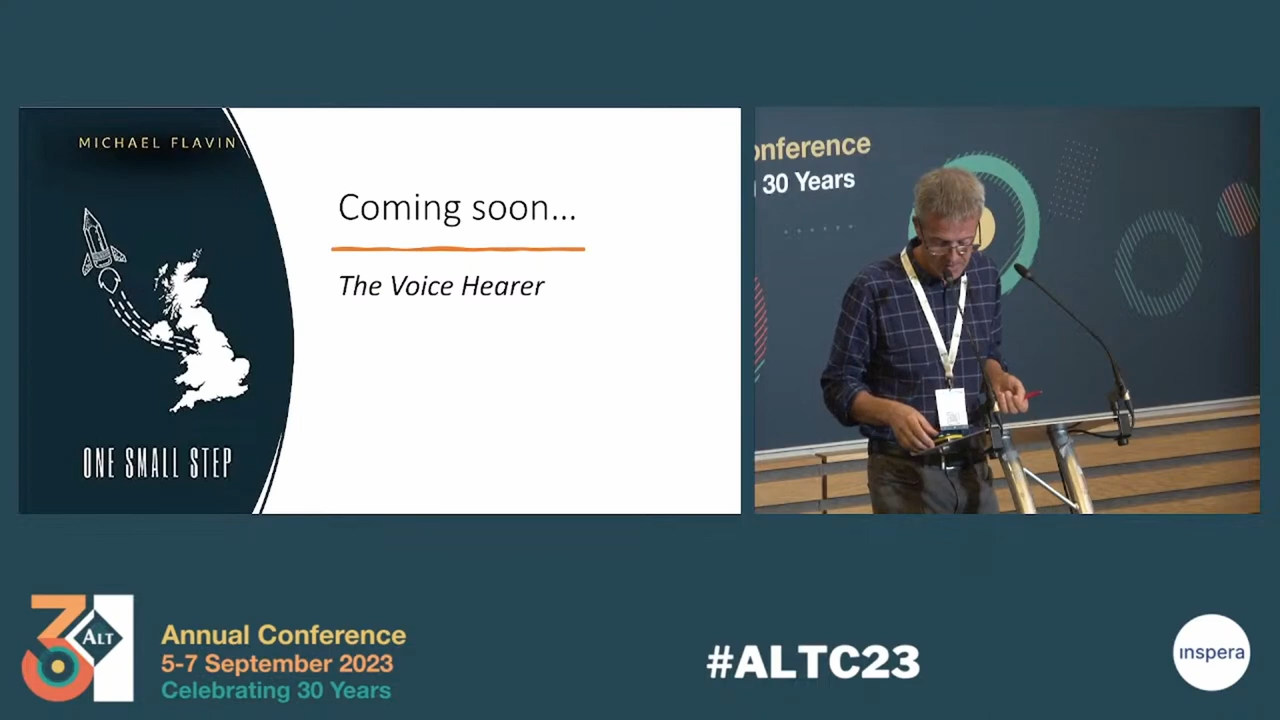 MICHAEL FLAVIN
ONE SMALL STEP
Coming soon...
The Voice Hearer
onference
30 Years
ALT
Annual Conference
5-7 September 2023
Celebrating 30 Years
#ALTC23
inspera